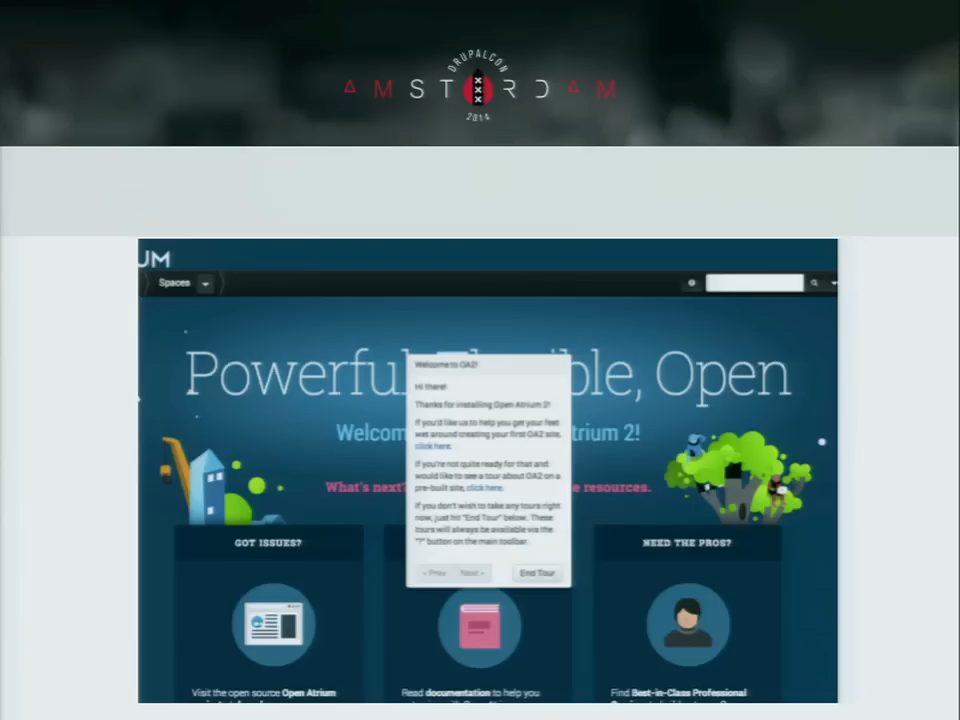 DRUPALCON
AMSTERDAM
2014
UM
Spaces
Powerful
ble, Open
Welcom
trium 2!
What's next?
e resources.
Welcome to OA2!
Hi there!
Thanks for installing Open Atrium 2!
If you'd like us to help you get your feet
wet around creating your first OA2 site,
click here.
If you're not quite ready for that and
would like to see a tour about OA2 on a
pre-built site, click here.
If you don't wish to take any tours right
now, just hit "End Tour" below. These
tours will always be available via the
"?" button on the main toolbar.
« Prev Next »
End Tour
GOT ISSUES?
NEED THE PROS?
Visit the open source Open Atrium
Read documentation to help you
Find Best-in-Class Professional